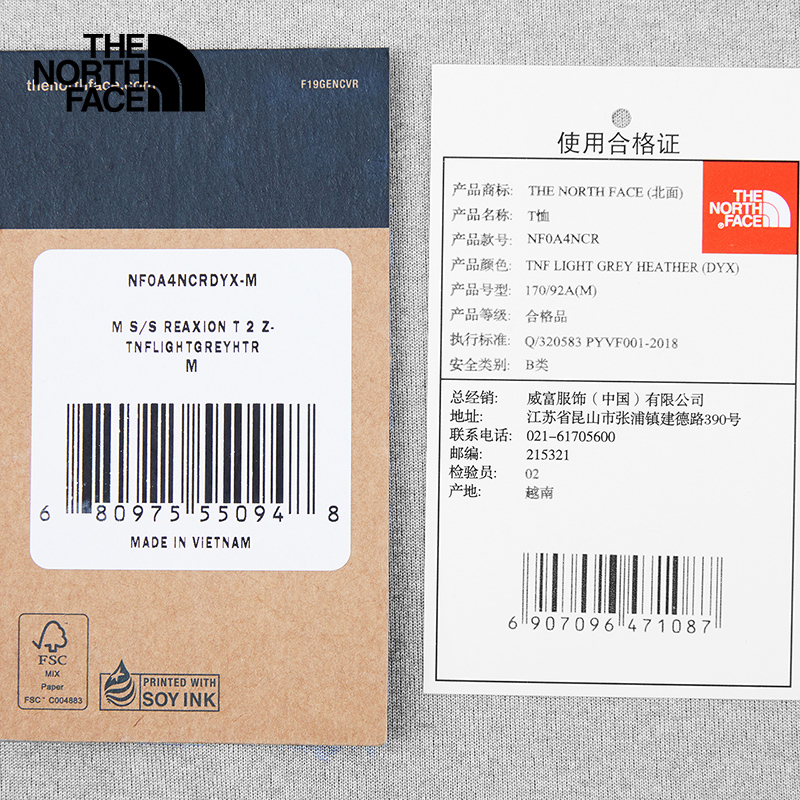 THE
NORTH
FACE
thenorthface.com
F19GENCVR
NF0A4NCRDYX-M
M S/S REAXION T 2 Z-
TNFLIGHTGREYHTR
M
6 80975 55094 8
MADE IN VIETNAM
FSC
MIX
Paper
FSC™ C004883
PRINTED WITH
SOY INK
使用合格证
产品商标: THE NORTH FACE (北面)
产品名称: T恤
产品款号: NF0A4NCR
产品颜色: TNF LIGHT GREY HEATHER (DYX)
产品号型: 170/92A(M)
产品等级: 合格品
执行标准: Q/320583 PYVF001-2018
安全类别: B类
THE
NORTH
FACE
总经销: 威富服饰（中国）有限公司
地址: 江苏省昆山市张浦镇建德路390号
联系电话: 021-61705600
邮编: 215321
检验员: 02
产地: 越南
6 907096 471087